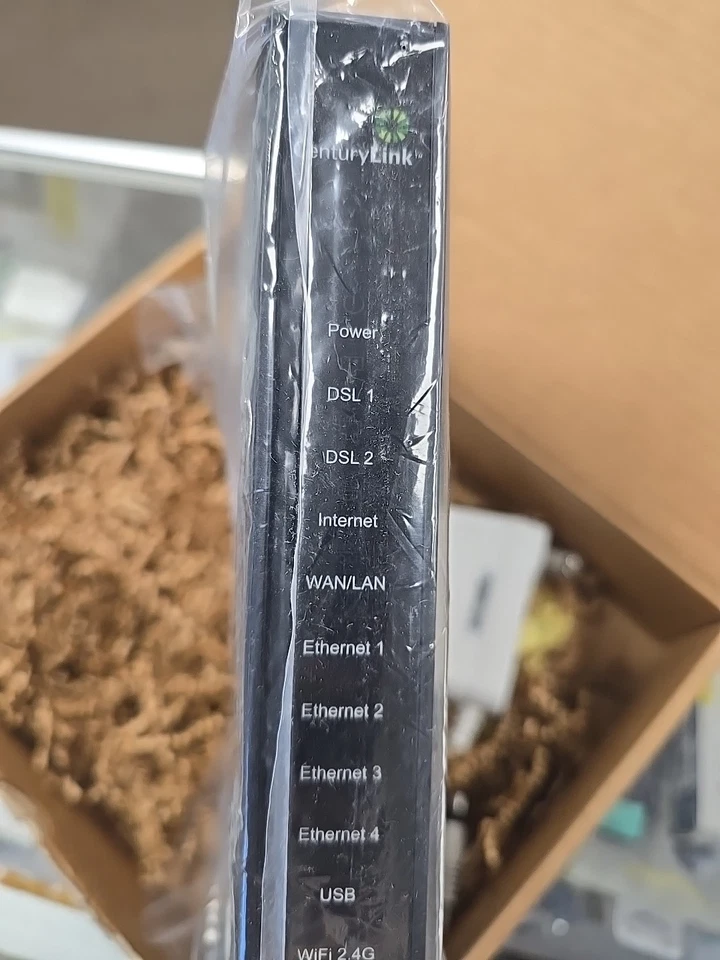 enturyLink™
Power
DSL 1
DSL 2
Internet
WAN/LAN
Ethernet 1
Ethernet 2
Ethernet 3
Ethernet 4
USB
WiFi 2.4G